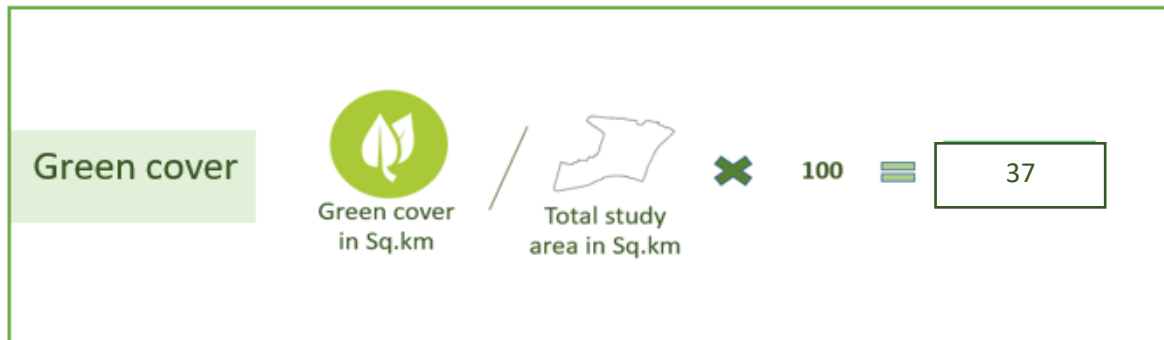 Green cover
Green cover
in Sq.km
/
Total study
area in Sq.km
✖
100
=
37